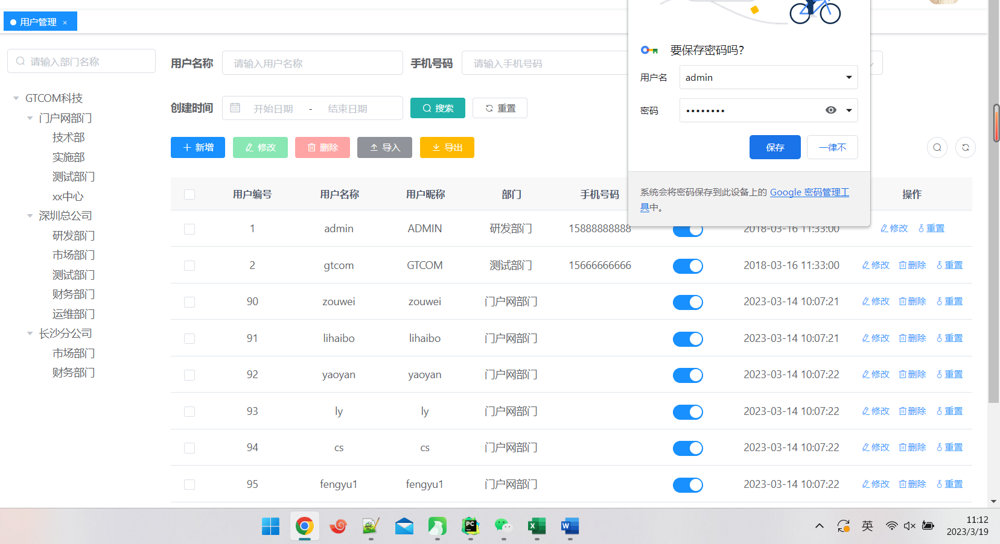 用户管理 ×
请输入部门名称
GTCOM科技
门户网部门
技术部
实施部
测试部门
xx中心
深圳总公司
研发部门
市场部门
测试部门
财务部门
运维部门
长沙分公司
市场部门
财务部门
用户名称 请输入用户名称 手机号码 请输入手机号码
创建时间 开始日期 - 结束日期 搜索 重置
新增 修改 删除 导入 导出
要保存密码吗?
用户名 admin
密码 ••••••••
保存 一律不
系统会将密码保存到此设备上的 Google 密码管理工
具中。
用户编号 用户名称 用户昵称 部门 手机号码 操作
1 admin ADMIN 研发部门 15888888888 2018-03-16 11:33:00 修改 重置
2 gtcom GTCOM 测试部门 15666666666 2018-03-16 11:33:00 修改 删除 重置
90 zouwei zouwei 门户网部门 2023-03-14 10:07:21 修改 删除 重置
91 lihaibo lihaibo 门户网部门 2023-03-14 10:07:21 修改 删除 重置
92 yaoyan yaoyan 门户网部门 2023-03-14 10:07:22 修改 删除 重置
93 ly ly 门户网部门 2023-03-14 10:07:22 修改 删除 重置
94 cs cs 门户网部门 2023-03-14 10:07:22 修改 删除 重置
95 fengyu1 fengyu1 门户网部门 2023-03-14 10:07:22 修改 删除 重置
PC X W 英 11:12
2023/3/19